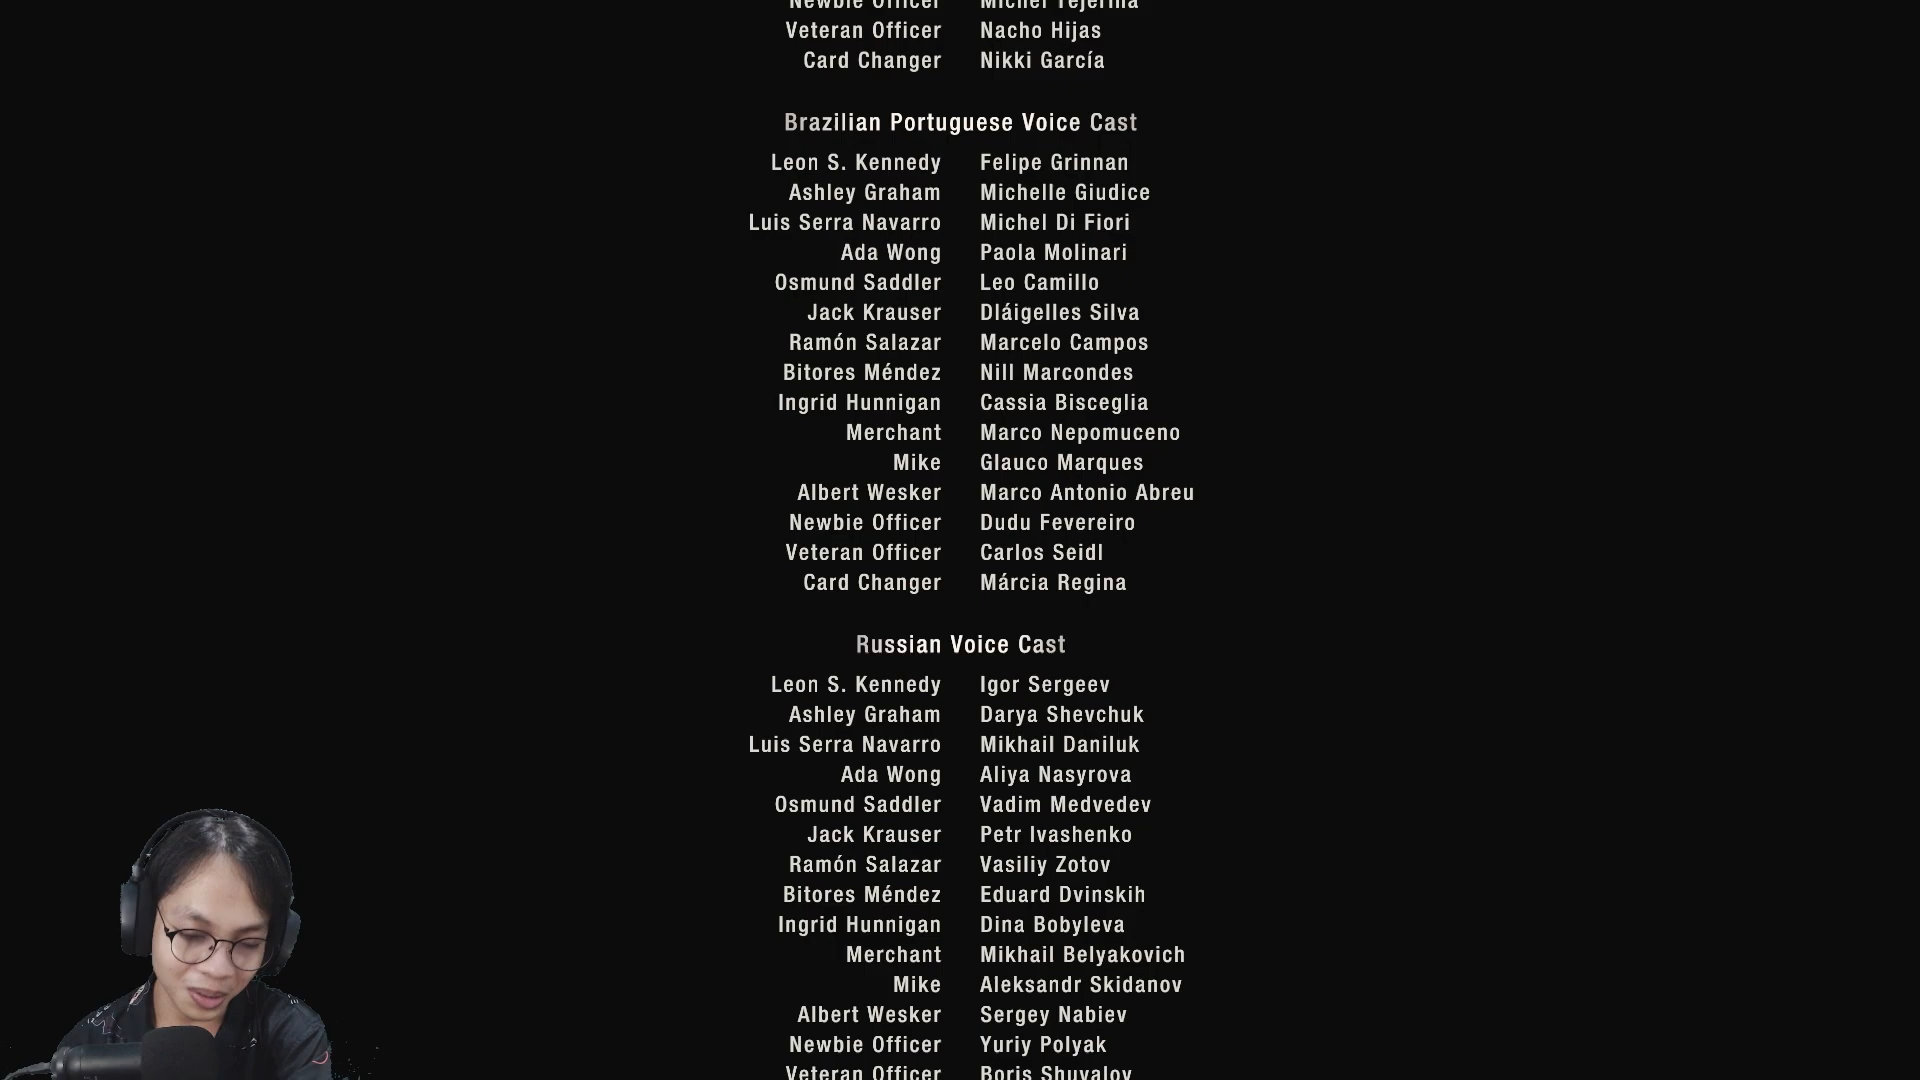 Newbie Officer Michel Tejerina
Veteran Officer Nacho Hijas
Card Changer Nikki García
Brazilian Portuguese Voice Cast
Leon S. Kennedy Felipe Grinnan
Ashley Graham Michelle Giudice
Luis Serra Navarro Michel Di Fiori
Ada Wong Paola Molinari
Osmund Saddler Leo Camillo
Jack Krauser Dláigelles Silva
Ramón Salazar Marcelo Campos
Bitores Méndez Nill Marcondes
Ingrid Hunnigan Cassia Bisceglia
Merchant Marco Nepomuceno
Mike Glauco Marques
Albert Wesker Marco Antonio Abreu
Newbie Officer Dudu Fevereiro
Veteran Officer Carlos Seidl
Card Changer Márcia Regina
Russian Voice Cast
Leon S. Kennedy Igor Sergeev
Ashley Graham Darya Shevchuk
Luis Serra Navarro Mikhail Daniluk
Ada Wong Aliya Nasyrova
Osmund Saddler Vadim Medvedev
Jack Krauser Petr Ivashenko
Ramón Salazar Vasiliy Zotov
Bitores Méndez Eduard Dvinskih
Ingrid Hunnigan Dina Bobyleva
Merchant Mikhail Belyakovich
Mike Aleksandr Skidanov
Albert Wesker Sergey Nabiev
Newbie Officer Yuriy Polyak
Veteran Officer Boris Shuvalov